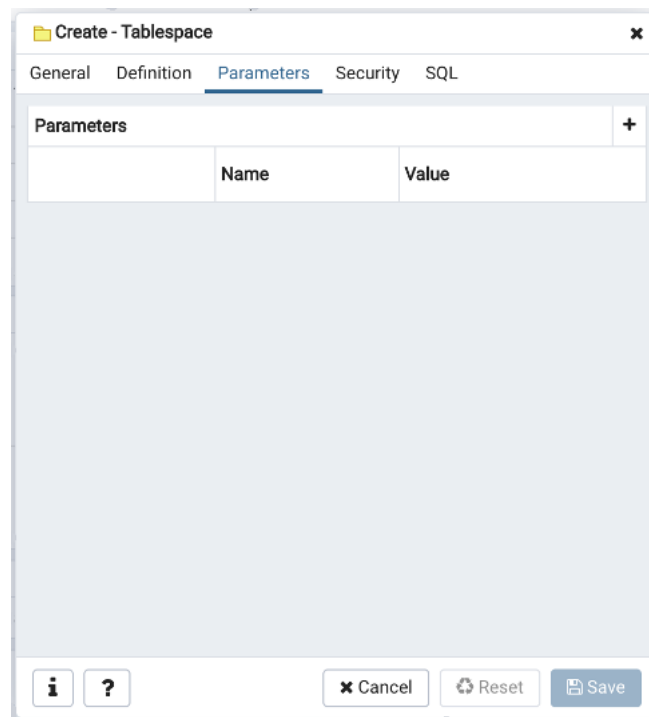 Create - Tablespace
General Definition Parameters Security SQL
Parameters
Name Value
i ? Cancel Reset Save